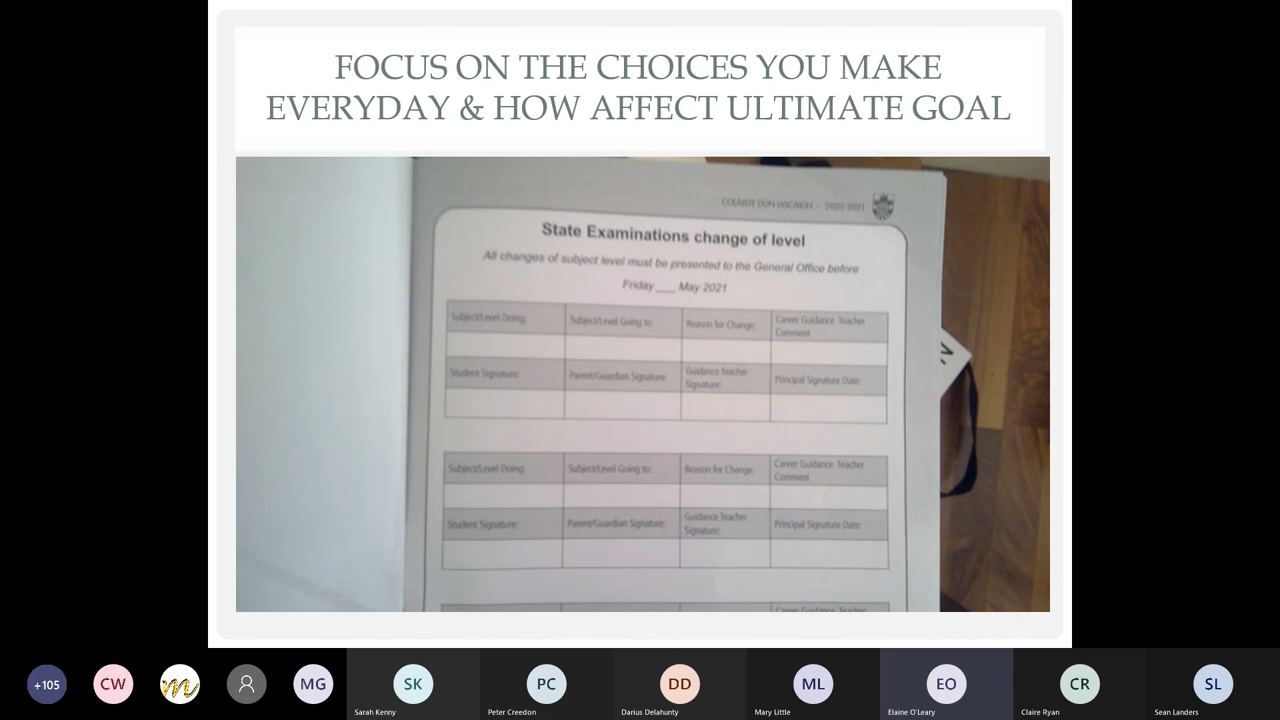 FOCUS ON THE CHOICES YOU MAKE
EVERYDAY & HOW AFFECT ULTIMATE GOAL
COLÁISTE DÚN IASCAIGH - 2020-2021
State Examinations change of level
All changes of subject level must be presented to the General Office before
Friday ___ May 2021
Subject/Level Doing: Subject/Level Going to: Reason for Change: Career Guidance Teacher
Comment
Student Signature: Parent/Guardian Signature: Guidance Teacher
Signature: Principal Signature Date:
Subject/Level Doing: Subject/Level Going to: Reason for Change: Career Guidance Teacher
Comment
Student Signature: Parent/Guardian Signature: Guidance Teacher
Signature: Principal Signature Date:
Career Guidance Teacher
+105 CW m MG SK PC DD ML EO CR SL
Sarah Kenny Peter Creedon Darius Delahunty Mary Little Elaine O'Leary Claire Ryan Sean Landers